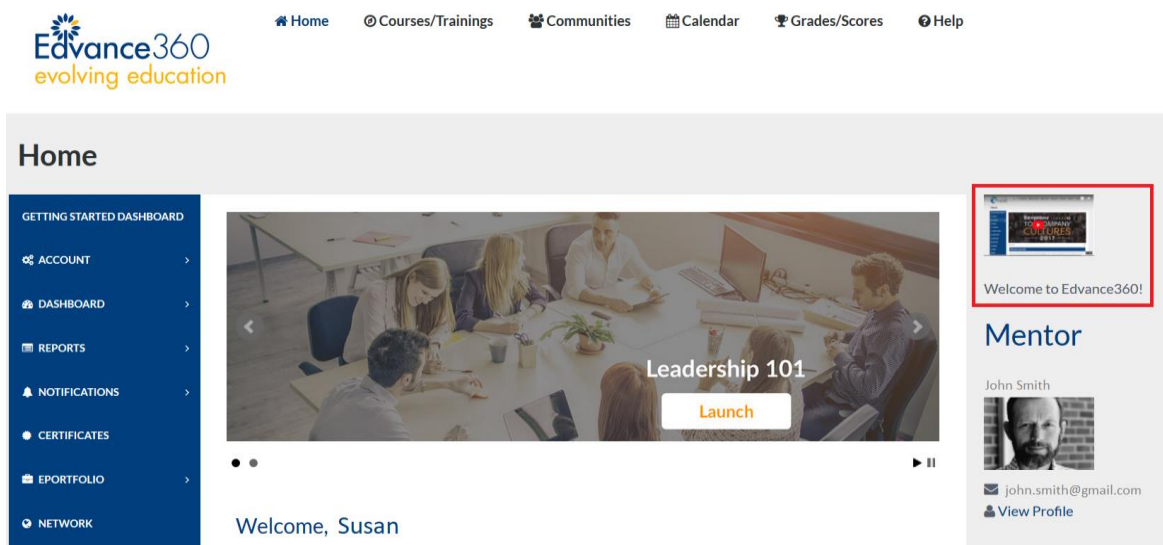 Edvance360
evolving education
Home Courses/Trainings Communities Calendar Grades/Scores Help
Home
GETTING STARTED DASHBOARD
ACCOUNT
DASHBOARD
REPORTS
NOTIFICATIONS
CERTIFICATES
EPORTFOLIO
NETWORK
Leadership 101
Launch
Welcome, Susan
CULTURES
2017
Welcome to Edvance360!
Mentor
John Smith
john.smith@gmail.com
View Profile